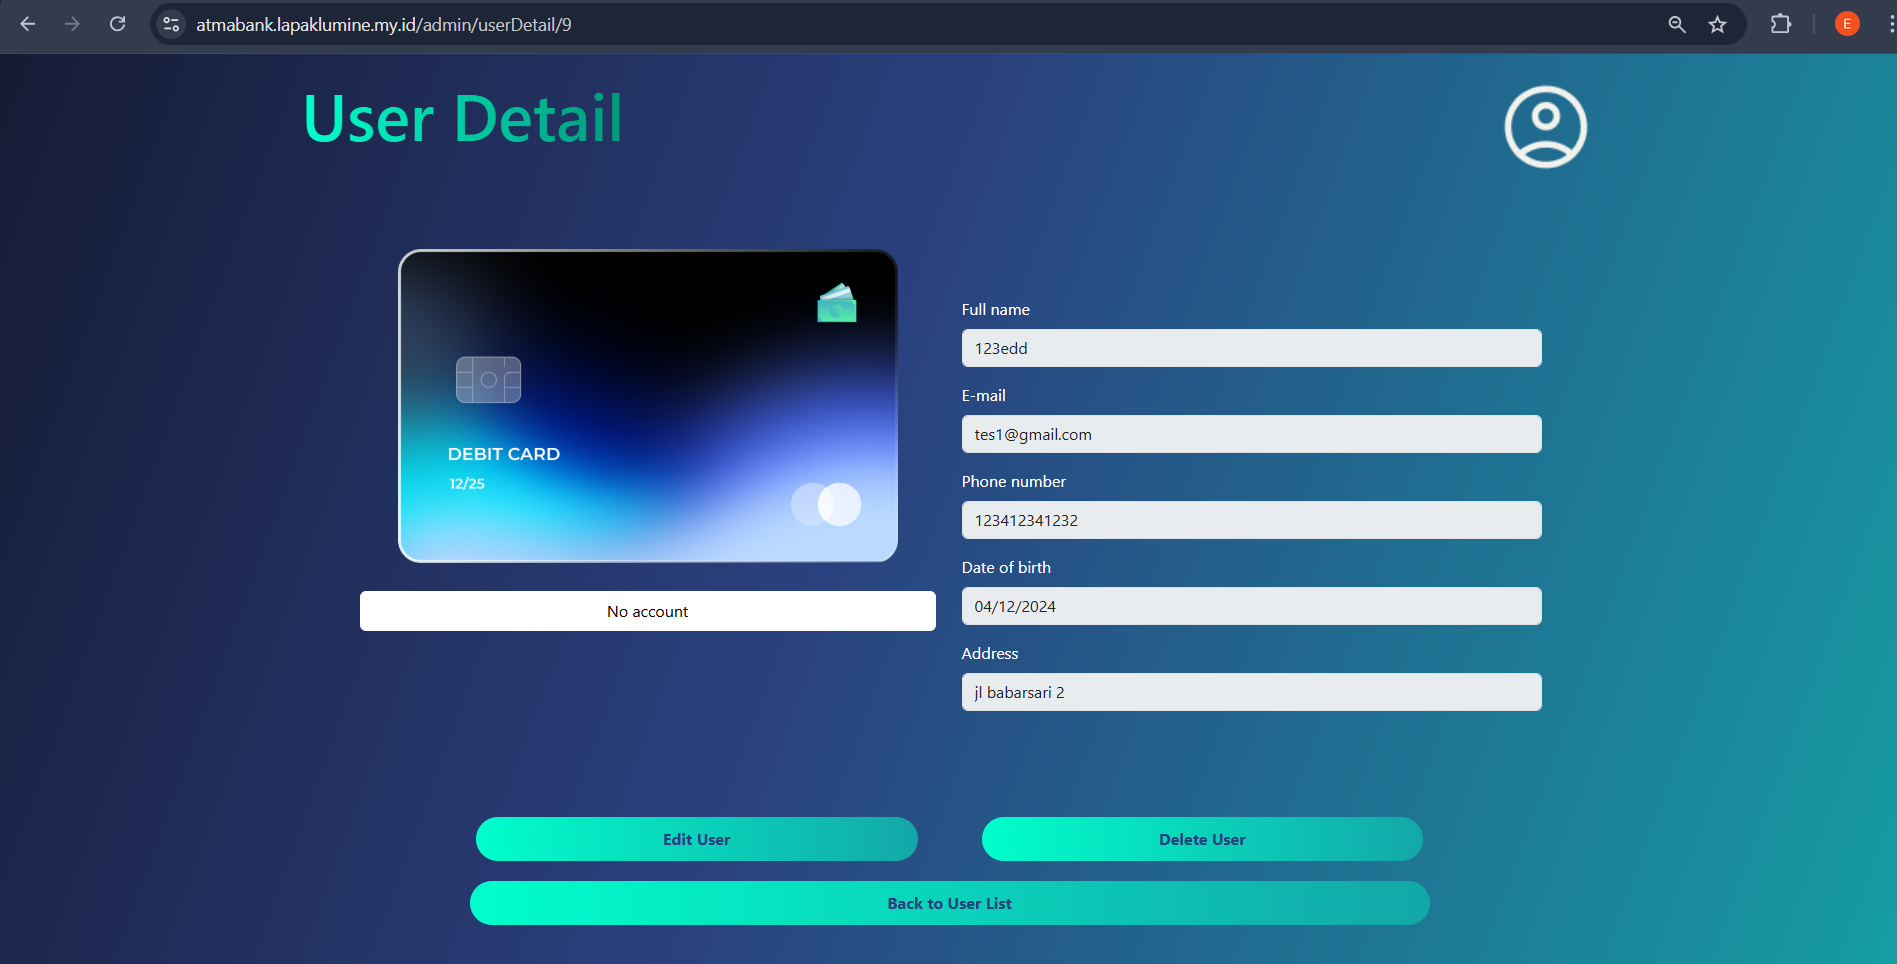 atmabank.lapaklumine.my.id/admin/userDetail/9
E
User Detail
DEBIT CARD
12/25
No account
Full name
123edd
E-mail
tes1@gmail.com
Phone number
123412341232
Date of birth
04/12/2024
Address
jl babarsari 2
Edit User
Delete User
Back to User List